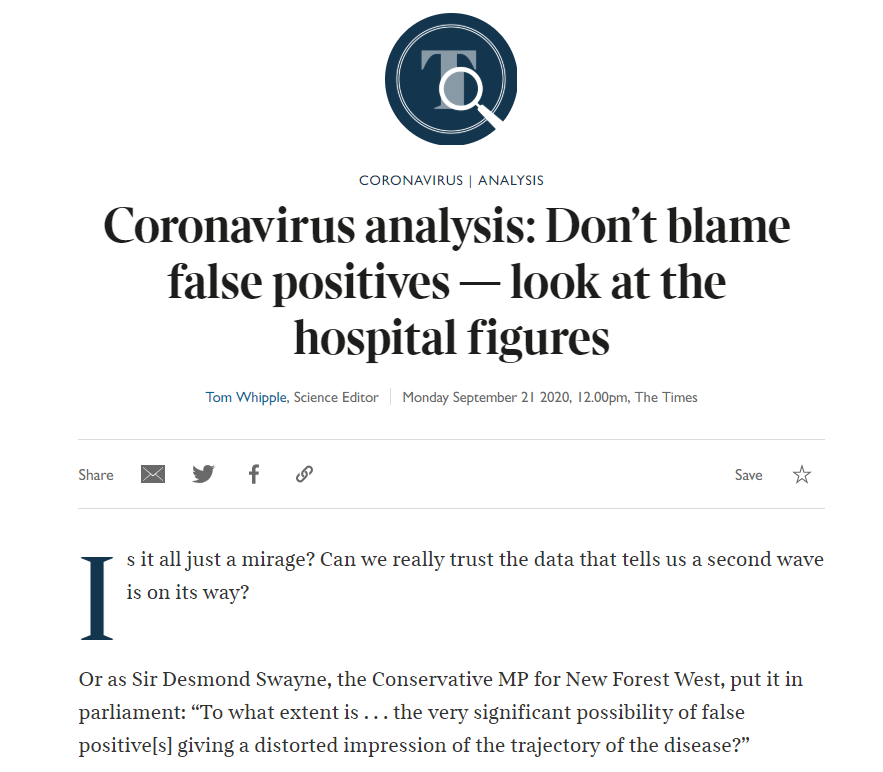 T
CORONAVIRUS | ANALYSIS
Coronavirus analysis: Don’t blame
false positives — look at the
hospital figures
Tom Whipple, Science Editor | Monday September 21 2020, 12.00pm, The Times
Share
Save
Is it all just a mirage? Can we really trust the data that tells us a second wave
is on its way?
Or as Sir Desmond Swayne, the Conservative MP for New Forest West, put it in
parliament: “To what extent is . . . the very significant possibility of false
positive[s] giving a distorted impression of the trajectory of the disease?”